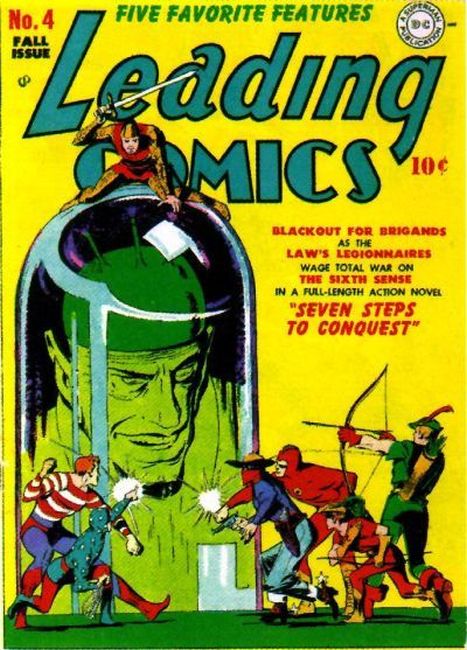 No. 4
FALL
ISSUE
FIVE FAVORITE FEATURES
A SUPERMAN
DC
PUBLICATION
Leading
COMICS
10¢
BLACKOUT FOR BRIGANDS
AS THE
LAW'S LEGIONNAIRES
WAGE TOTAL WAR ON
THE SIXTH SENSE
IN A FULL-LENGTH ACTION NOVEL
"SEVEN STEPS
TO CONQUEST"